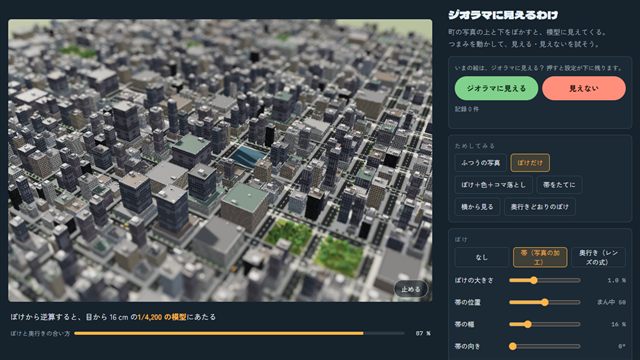 ジオラマに見えるわけ
町の写真の上と下をぼかすと、模型に見えてくる。
つまみを動かして、見える・見えないを試そう。
いまの絵は、ジオラマに見える？ 押すと設定が下に残ります。
ジオラマに見える
見えない
記録 0 件
ためしてみる
ふつうの写真
ぼけだけ
ぼけ＋色＋コマ落とし
帯をたてに
横から見る
奥行きどおりのぼけ
ぼけ
なし
帯（写真の加
工）
奥行き（レン
ズの式）
ぼけの大きさ 1.0 %
帯の位置 まん中 50
帯の幅 16 %
帯の向き 0°
止める
ぼけから逆算すると、目から 16 cm の1/4,200 の模型にあたる
ぼけと奥行きの合い方 87 %